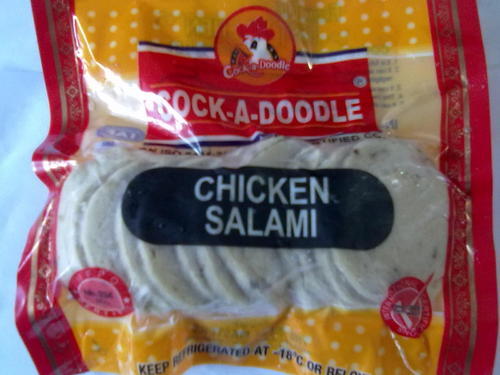 Cock-a-Doodle
COCK-A-DOODLE
CHICKEN
SALAMI
KEEP REFRIGERATED AT -18°C OR BELOW